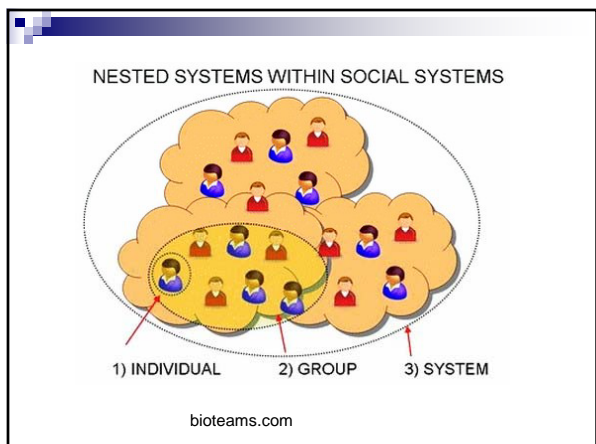 NESTED SYSTEMS WITHIN SOCIAL SYSTEMS
1) INDIVIDUAL 2) GROUP 3) SYSTEM
bioteams.com